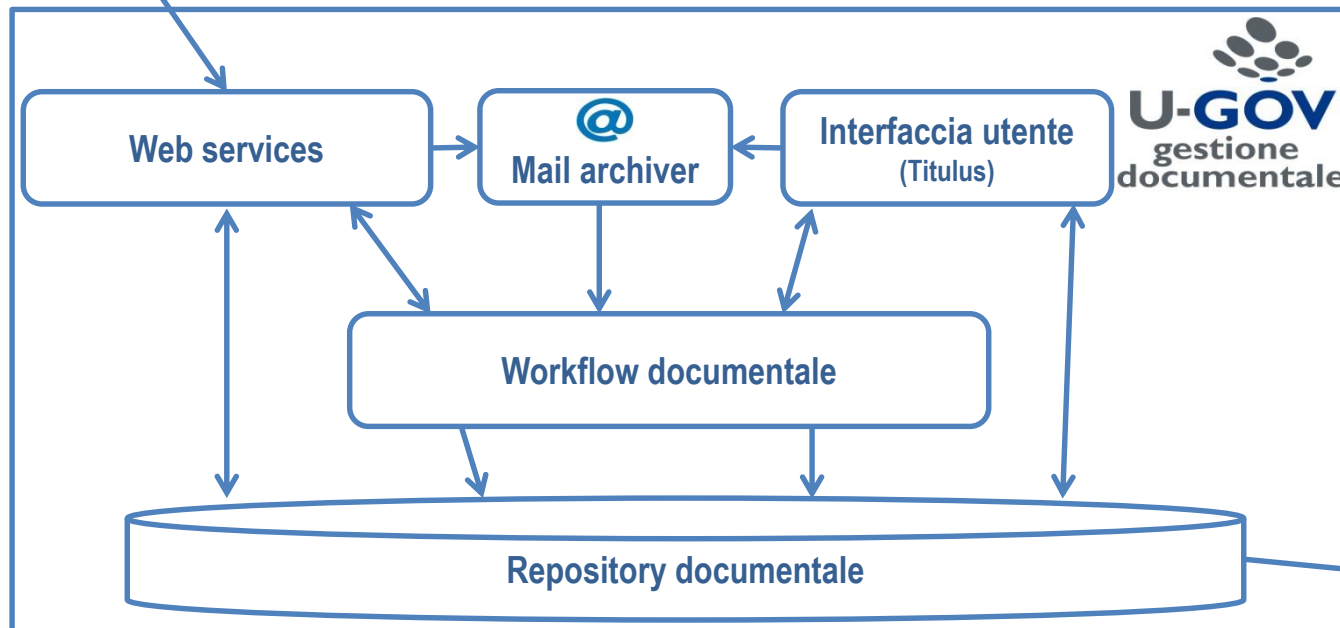 U-GOV
gestione
documentale
Web services
@
Mail archiver
Interfaccia utente
(Titulus)
Workflow documentale
Repository documentale